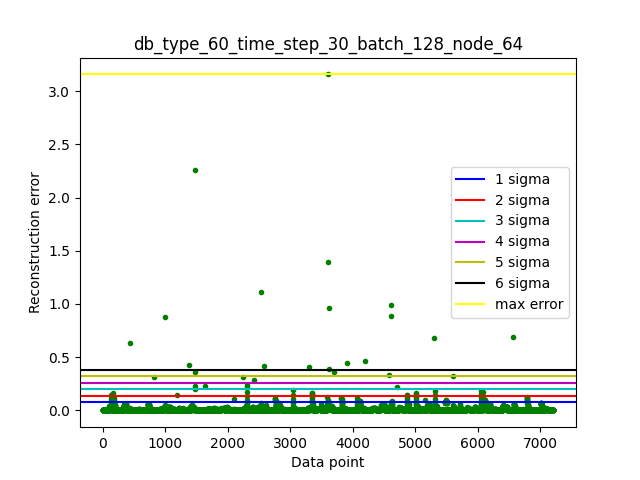 db_type_60_time_step_30_batch_128_node_64
Reconstruction error
3.0
2.5
2.0
1.5
1.0
0.5
0.0
1 sigma
2 sigma
3 sigma
4 sigma
5 sigma
6 sigma
max error
0 1000 2000 3000 4000 5000 6000 7000
Data point